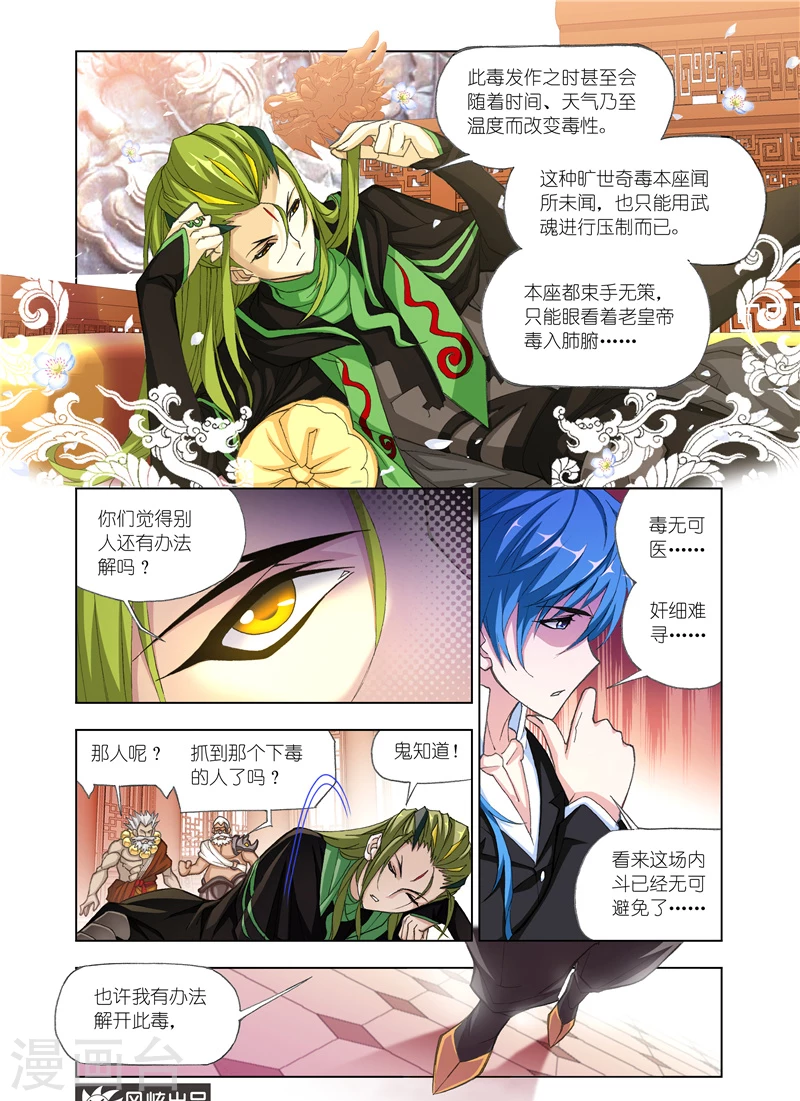 此毒发作之时甚至会
随着时间、天气乃至
温度而改变毒性。
这种旷世奇毒本座闻
所未闻，也只能用武
魂进行压制而已。
本座都束手无策，
只能眼看着老皇帝
毒入肺腑……
你们觉得别
人还有办法
解吗？
毒无可
医……
奸细难
寻……
那人呢？
抓到那个下毒
的人了吗？
鬼知道！
看来这场内
斗已经无可
避免了……
也许我有办法
解开此毒，
漫画台
风炫出品